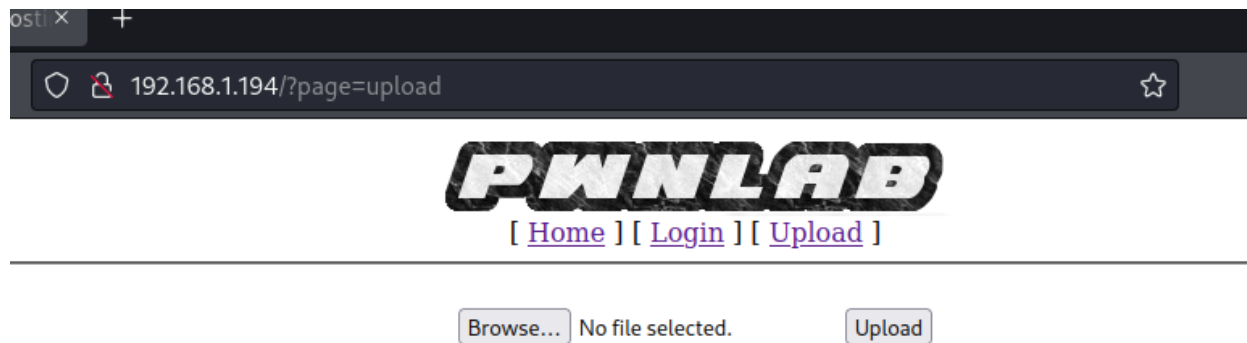 osti × +
192.168.1.194/?page=upload
PWNLAB
[ Home ] [ Login ] [ Upload ]
Browse... No file selected. Upload